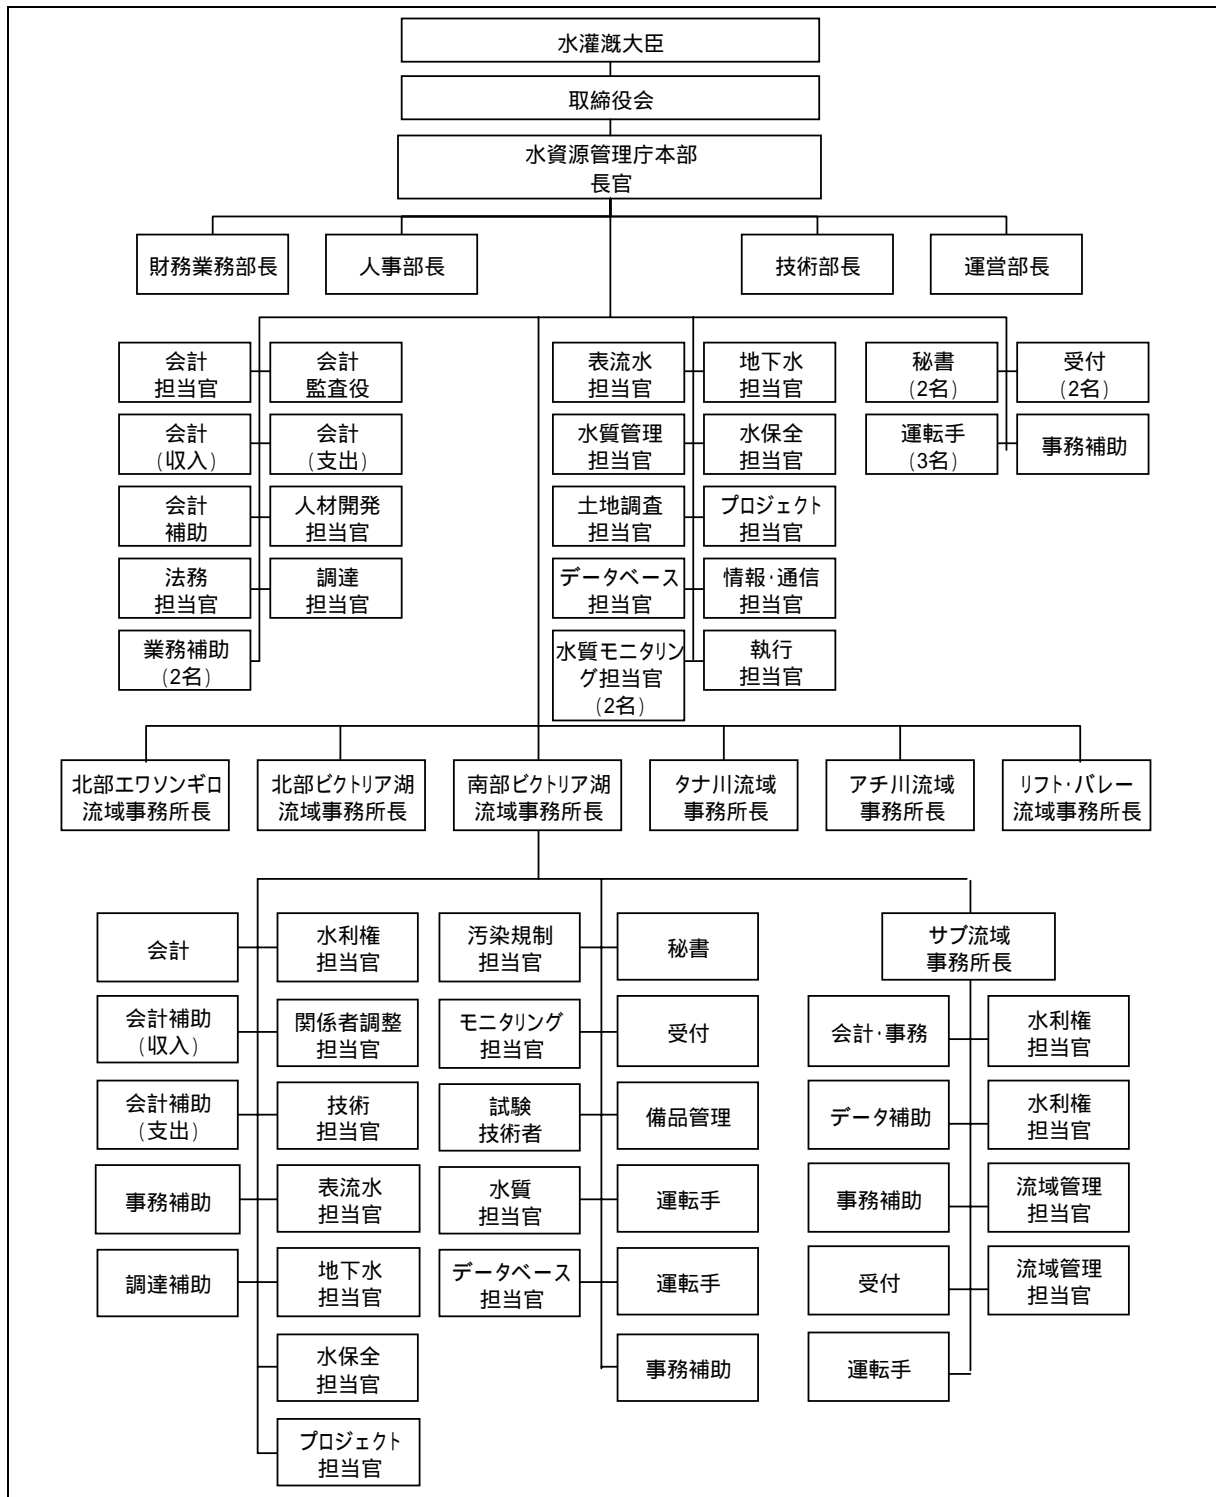 水灌漑大臣
取締役会
水資源管理庁本部
長官
財務業務部長
人事部長
技術部長
運営部長
会計
担当官
会計
監査役
表流水
担当官
地下水
担当官
秘書
(2名)
受付
(2名)
会計
(収入)
会計
(支出)
水質管理
担当官
水保全
担当官
運転手
(3名)
事務補助
会計
補助
人材開発
担当官
土地調査
担当官
プロジェクト
担当官
法務
担当官
調達
担当官
データベース
担当官
情報・通信
担当官
業務補助
(2名)
水質モニタリン
グ担当官
(2名)
執行
担当官
北部エワソンギロ
流域事務所長
北部ビクトリア湖
流域事務所長
南部ビクトリア湖
流域事務所長
タナ川流域
事務所長
アチ川流域
事務所長
リフト・バレー
流域事務所長
会計
水利権
担当官
汚染規制
担当官
秘書
サブ流域
事務所長
会計補助
(収入)
関係者調整
担当官
モニタリング
担当官
受付
会計・事務
水利権
担当官
会計補助
(支出)
技術
担当官
試験
技術者
備品管理
データ補助
水利権
担当官
事務補助
表流水
担当官
水質
担当官
運転手
事務補助
流域管理
担当官
調達補助
地下水
担当官
データベース
担当官
運転手
受付
流域管理
担当官
水保全
担当官
事務補助
運転手
プロジェクト
担当官